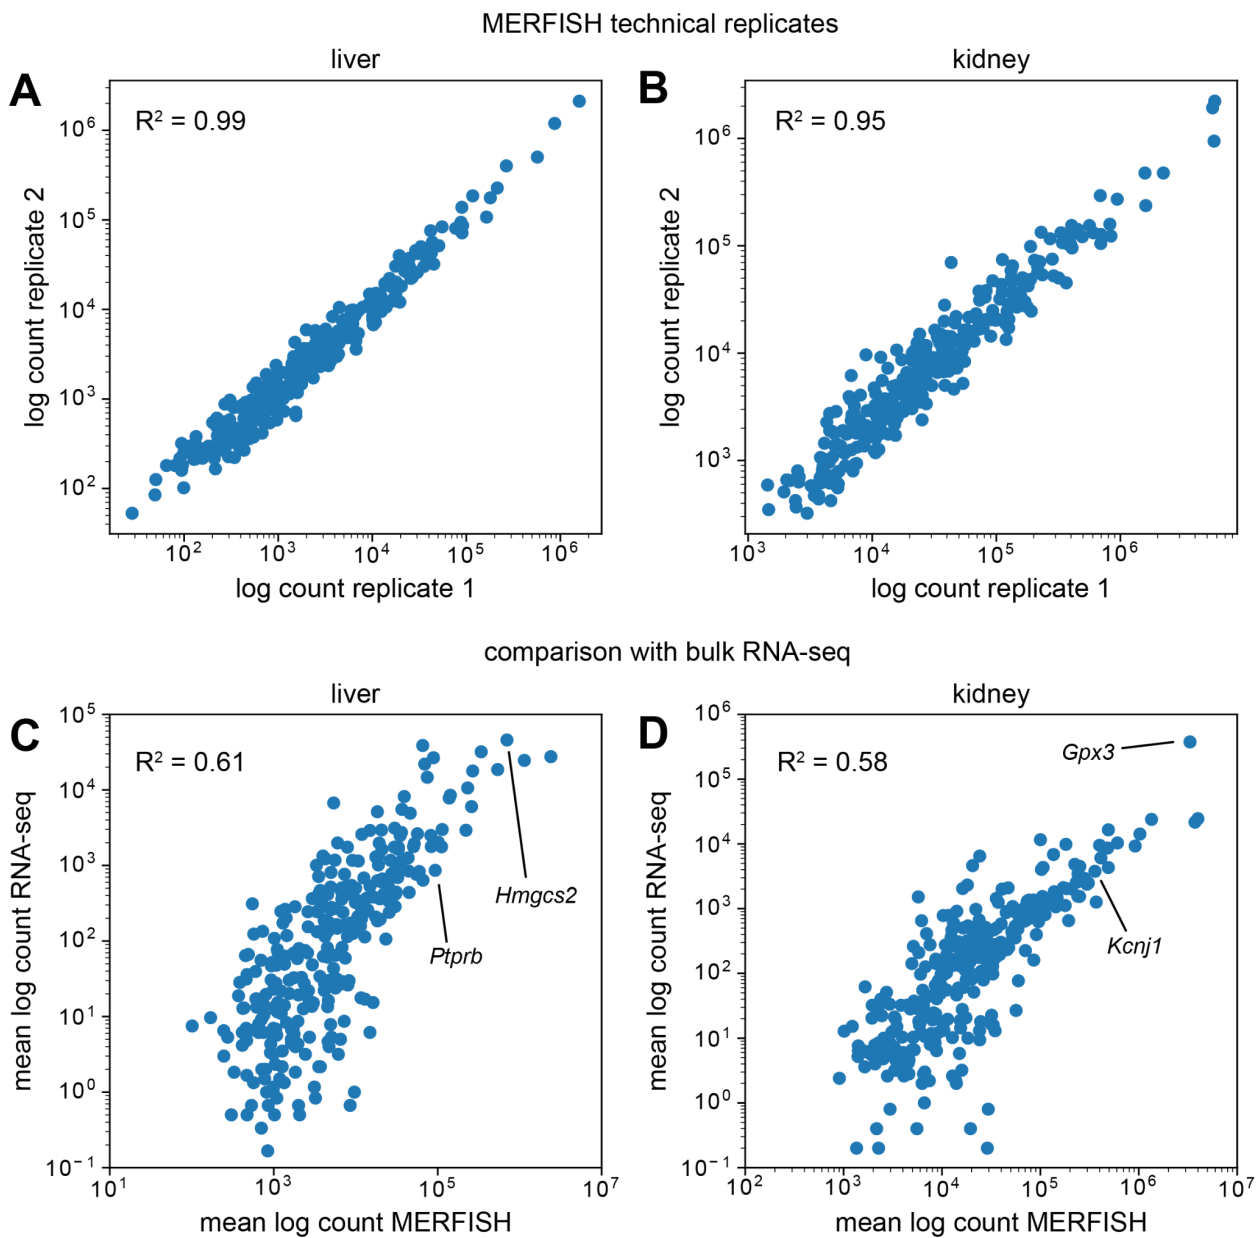 MERFISH technical replicates
A
liver
R² = 0.99
log count replicate 2
10⁶
10⁵
10⁴
10³
10²
10² 10³ 10⁴ 10⁵ 10⁶
log count replicate 1
B
kidney
R² = 0.95
log count replicate 2
10⁶
10⁵
10⁴
10³
10³ 10⁴ 10⁵ 10⁶
log count replicate 1
comparison with bulk RNA-seq
C
liver
R² = 0.61
mean log count RNA-seq
10⁵
10⁴
10³
10²
10¹
10⁰
10⁻¹
Hmgcs2
Ptprb
10¹ 10³ 10⁵ 10⁷
mean log count MERFISH
D
kidney
R² = 0.58
mean log count RNA-seq
10⁶
10⁵
10⁴
10³
10²
10¹
10⁰
10⁻¹
Gpx3
Kcnj1
10² 10³ 10⁴ 10⁵ 10⁶ 10⁷
mean log count MERFISH